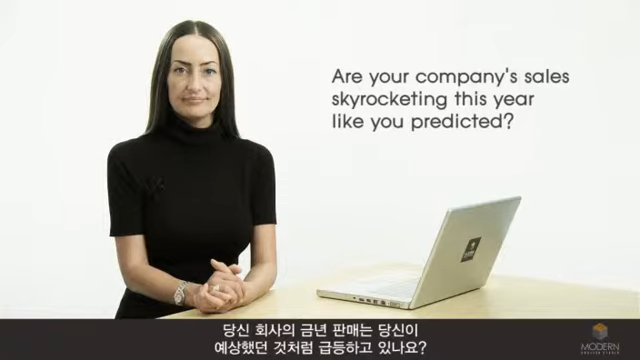 Are your company's sales
skyrocketing this year
like you predicted?
당신 회사의 금년 판매는 당신이
예상했던 것처럼 급등하고 있나요?
MODERN